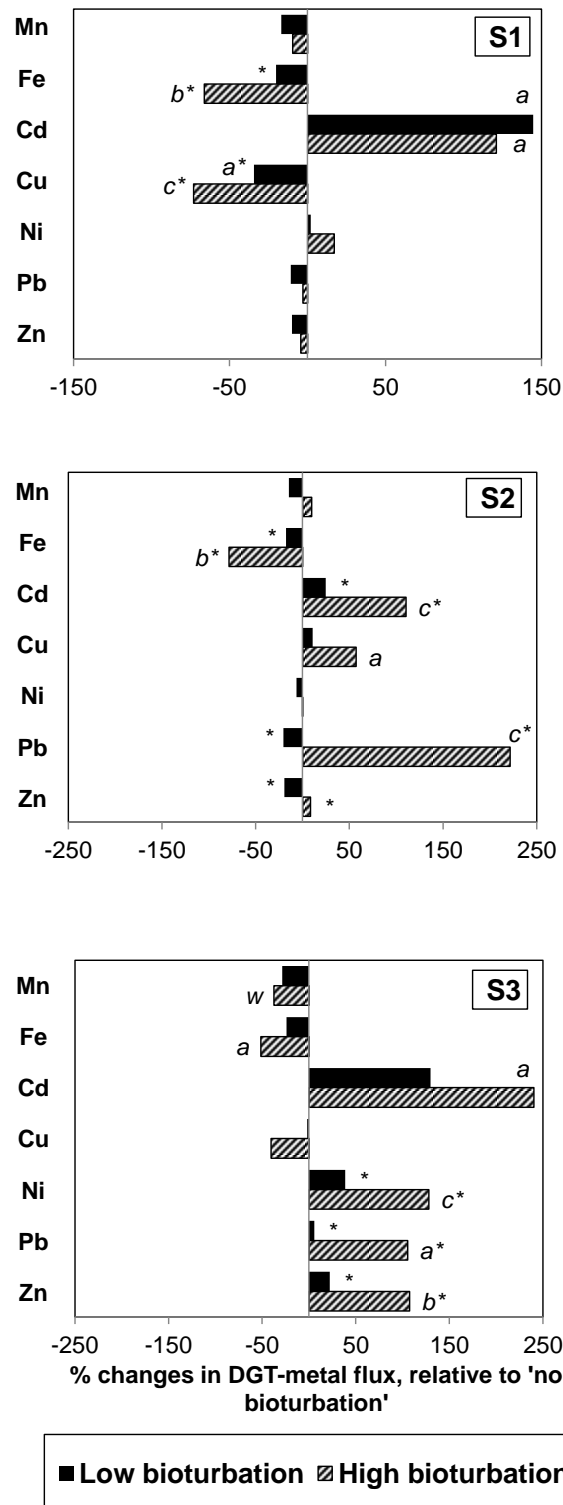 Mn
S1
Fe
*
b*
Cd
a
a
Cu
a*
c*
Ni
Pb
Zn
-150 -50 50 150
Mn
S2
Fe
*
b*
Cd
*
c*
Cu
a
Ni
Pb
c*
*
Zn
*
*
-250 -150 -50 50 150 250
Mn
S3
w
Fe
a
Cd
a
Cu
Ni
*
c*
Pb
*
a*
Zn
*
b*
-250 -150 -50 50 150 250
% changes in DGT-metal flux, relative to 'no
bioturbation'
Low bioturbation High bioturbation